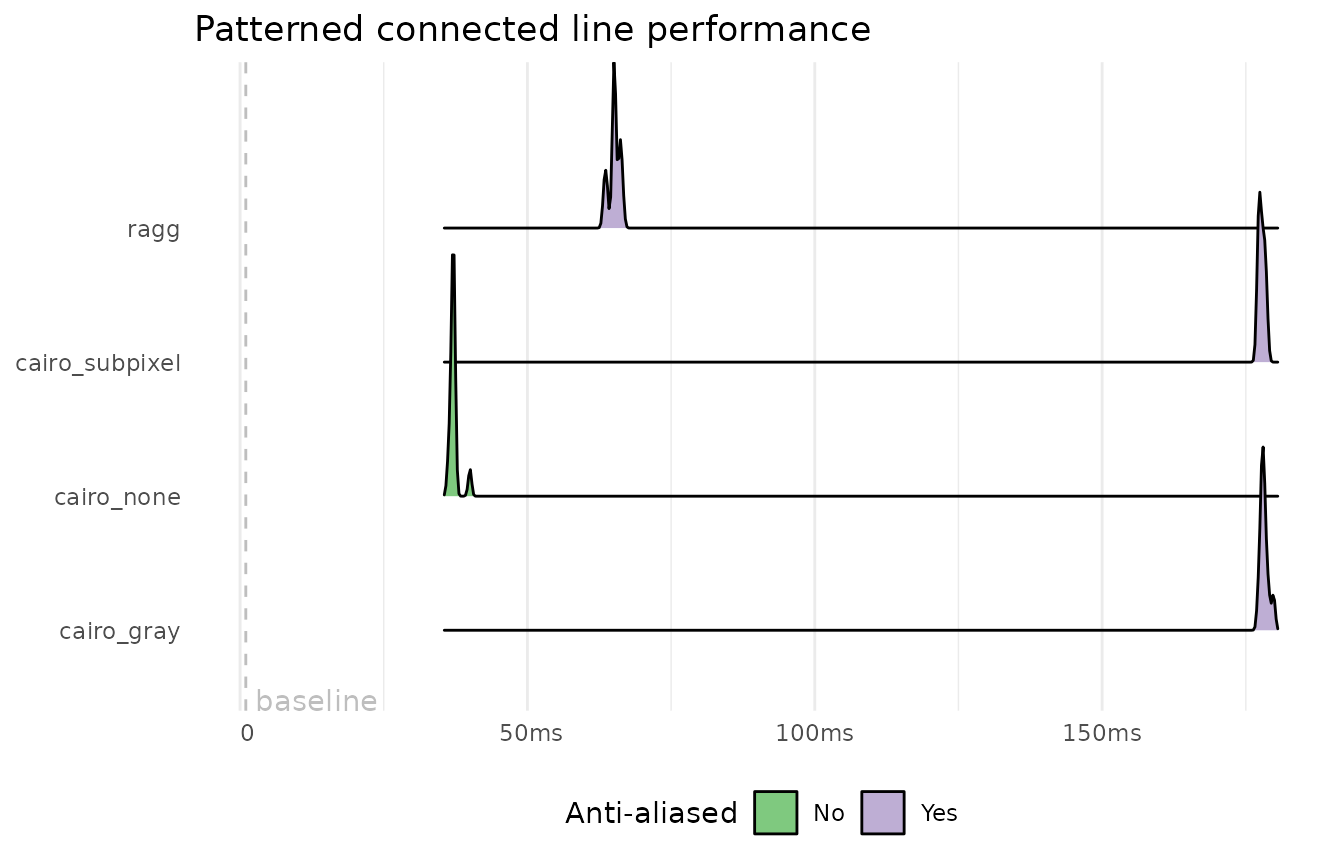 Patterned connected line performance
ragg
cairo_subpixel
cairo_none
cairo_gray
baseline
0 50ms 100ms 150ms
Anti-aliased No Yes